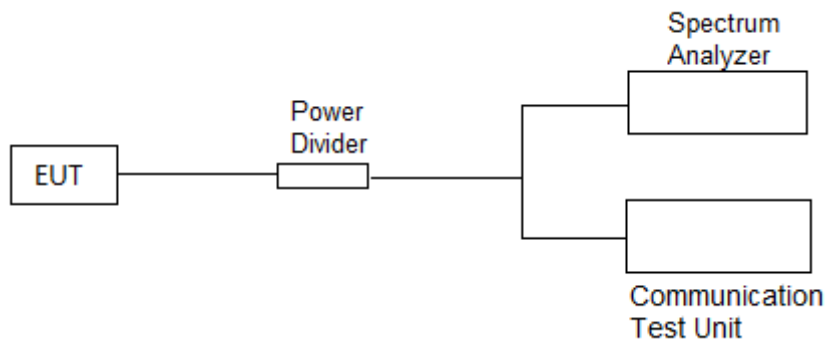 Spectrum
Analyzer
Power
Divider
EUT
Communication
Test Unit